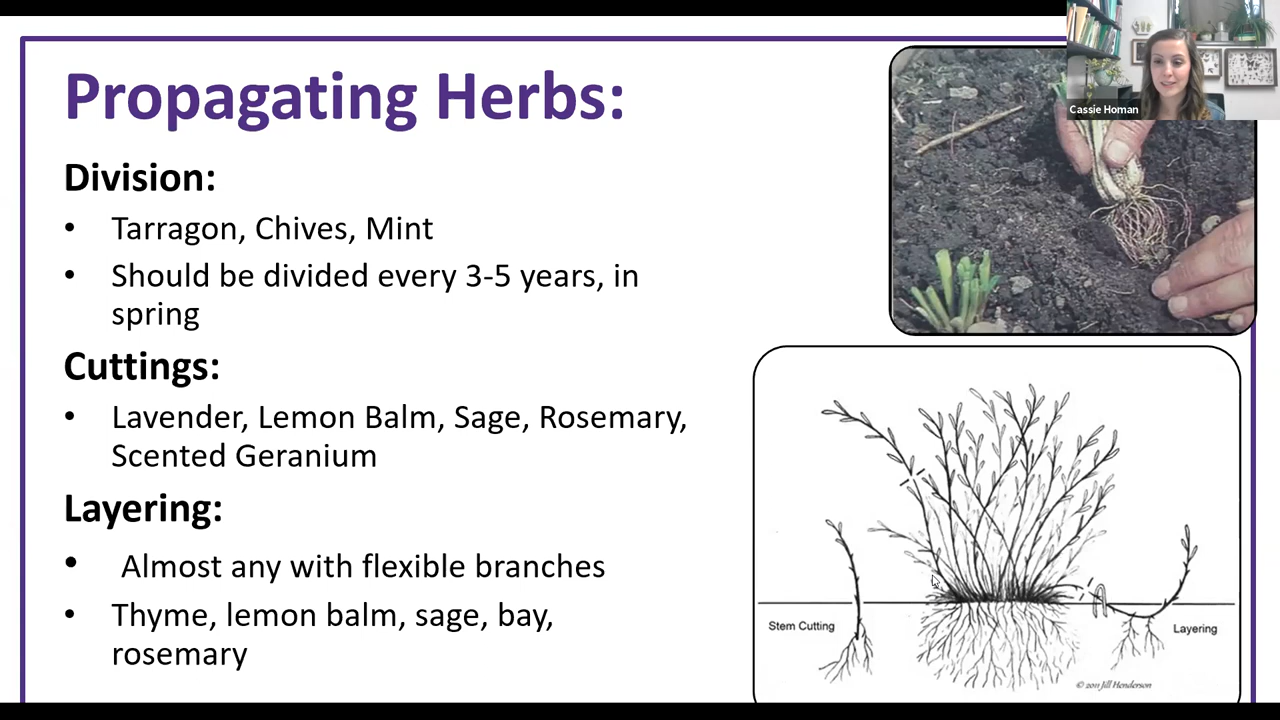 Propagating Herbs:
Cassie Homan
Division:
• Tarragon, Chives, Mint
• Should be divided every 3-5 years, in
spring
Cuttings:
• Lavender, Lemon Balm, Sage, Rosemary,
Scented Geranium
Layering:
• Almost any with flexible branches
• Thyme, lemon balm, sage, bay,
rosemary
Stem Cutting
Layering
© 2011 Jill Henderson